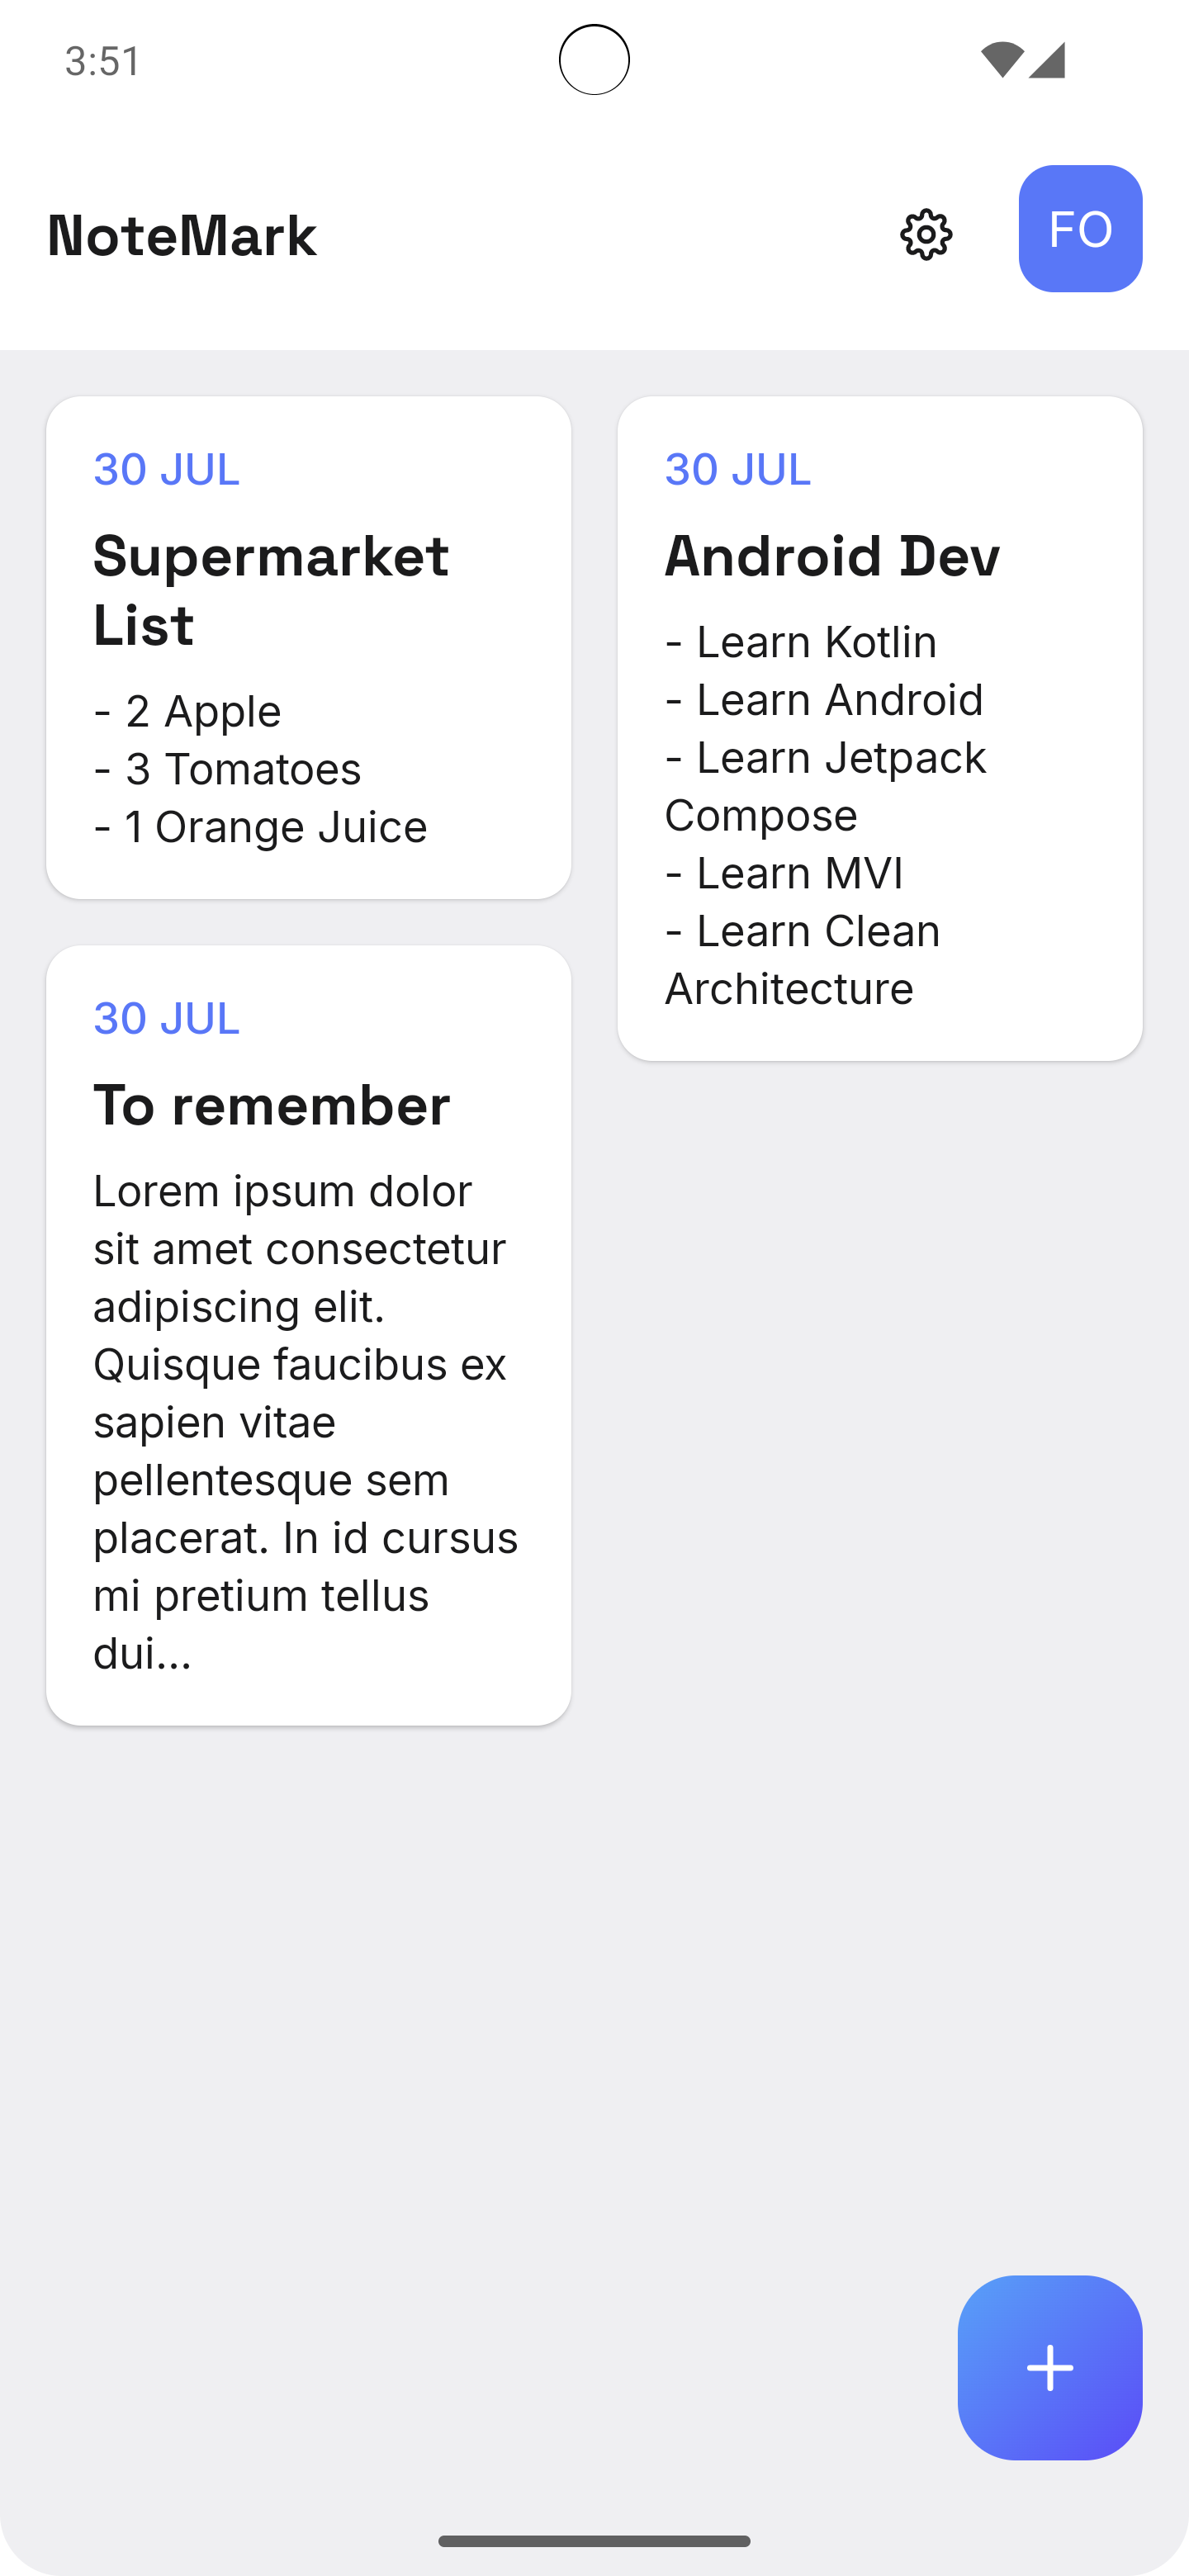 3:51
NoteMark
FO
30 JUL
Supermarket
List
- 2 Apple
- 3 Tomatoes
- 1 Orange Juice
30 JUL
Android Dev
- Learn Kotlin
- Learn Android
- Learn Jetpack
Compose
- Learn MVI
- Learn Clean
Architecture
30 JUL
To remember
Lorem ipsum dolor
sit amet consectetur
adipiscing elit.
Quisque faucibus ex
sapien vitae
pellentesque sem
placerat. In id cursus
mi pretium tellus
dui...